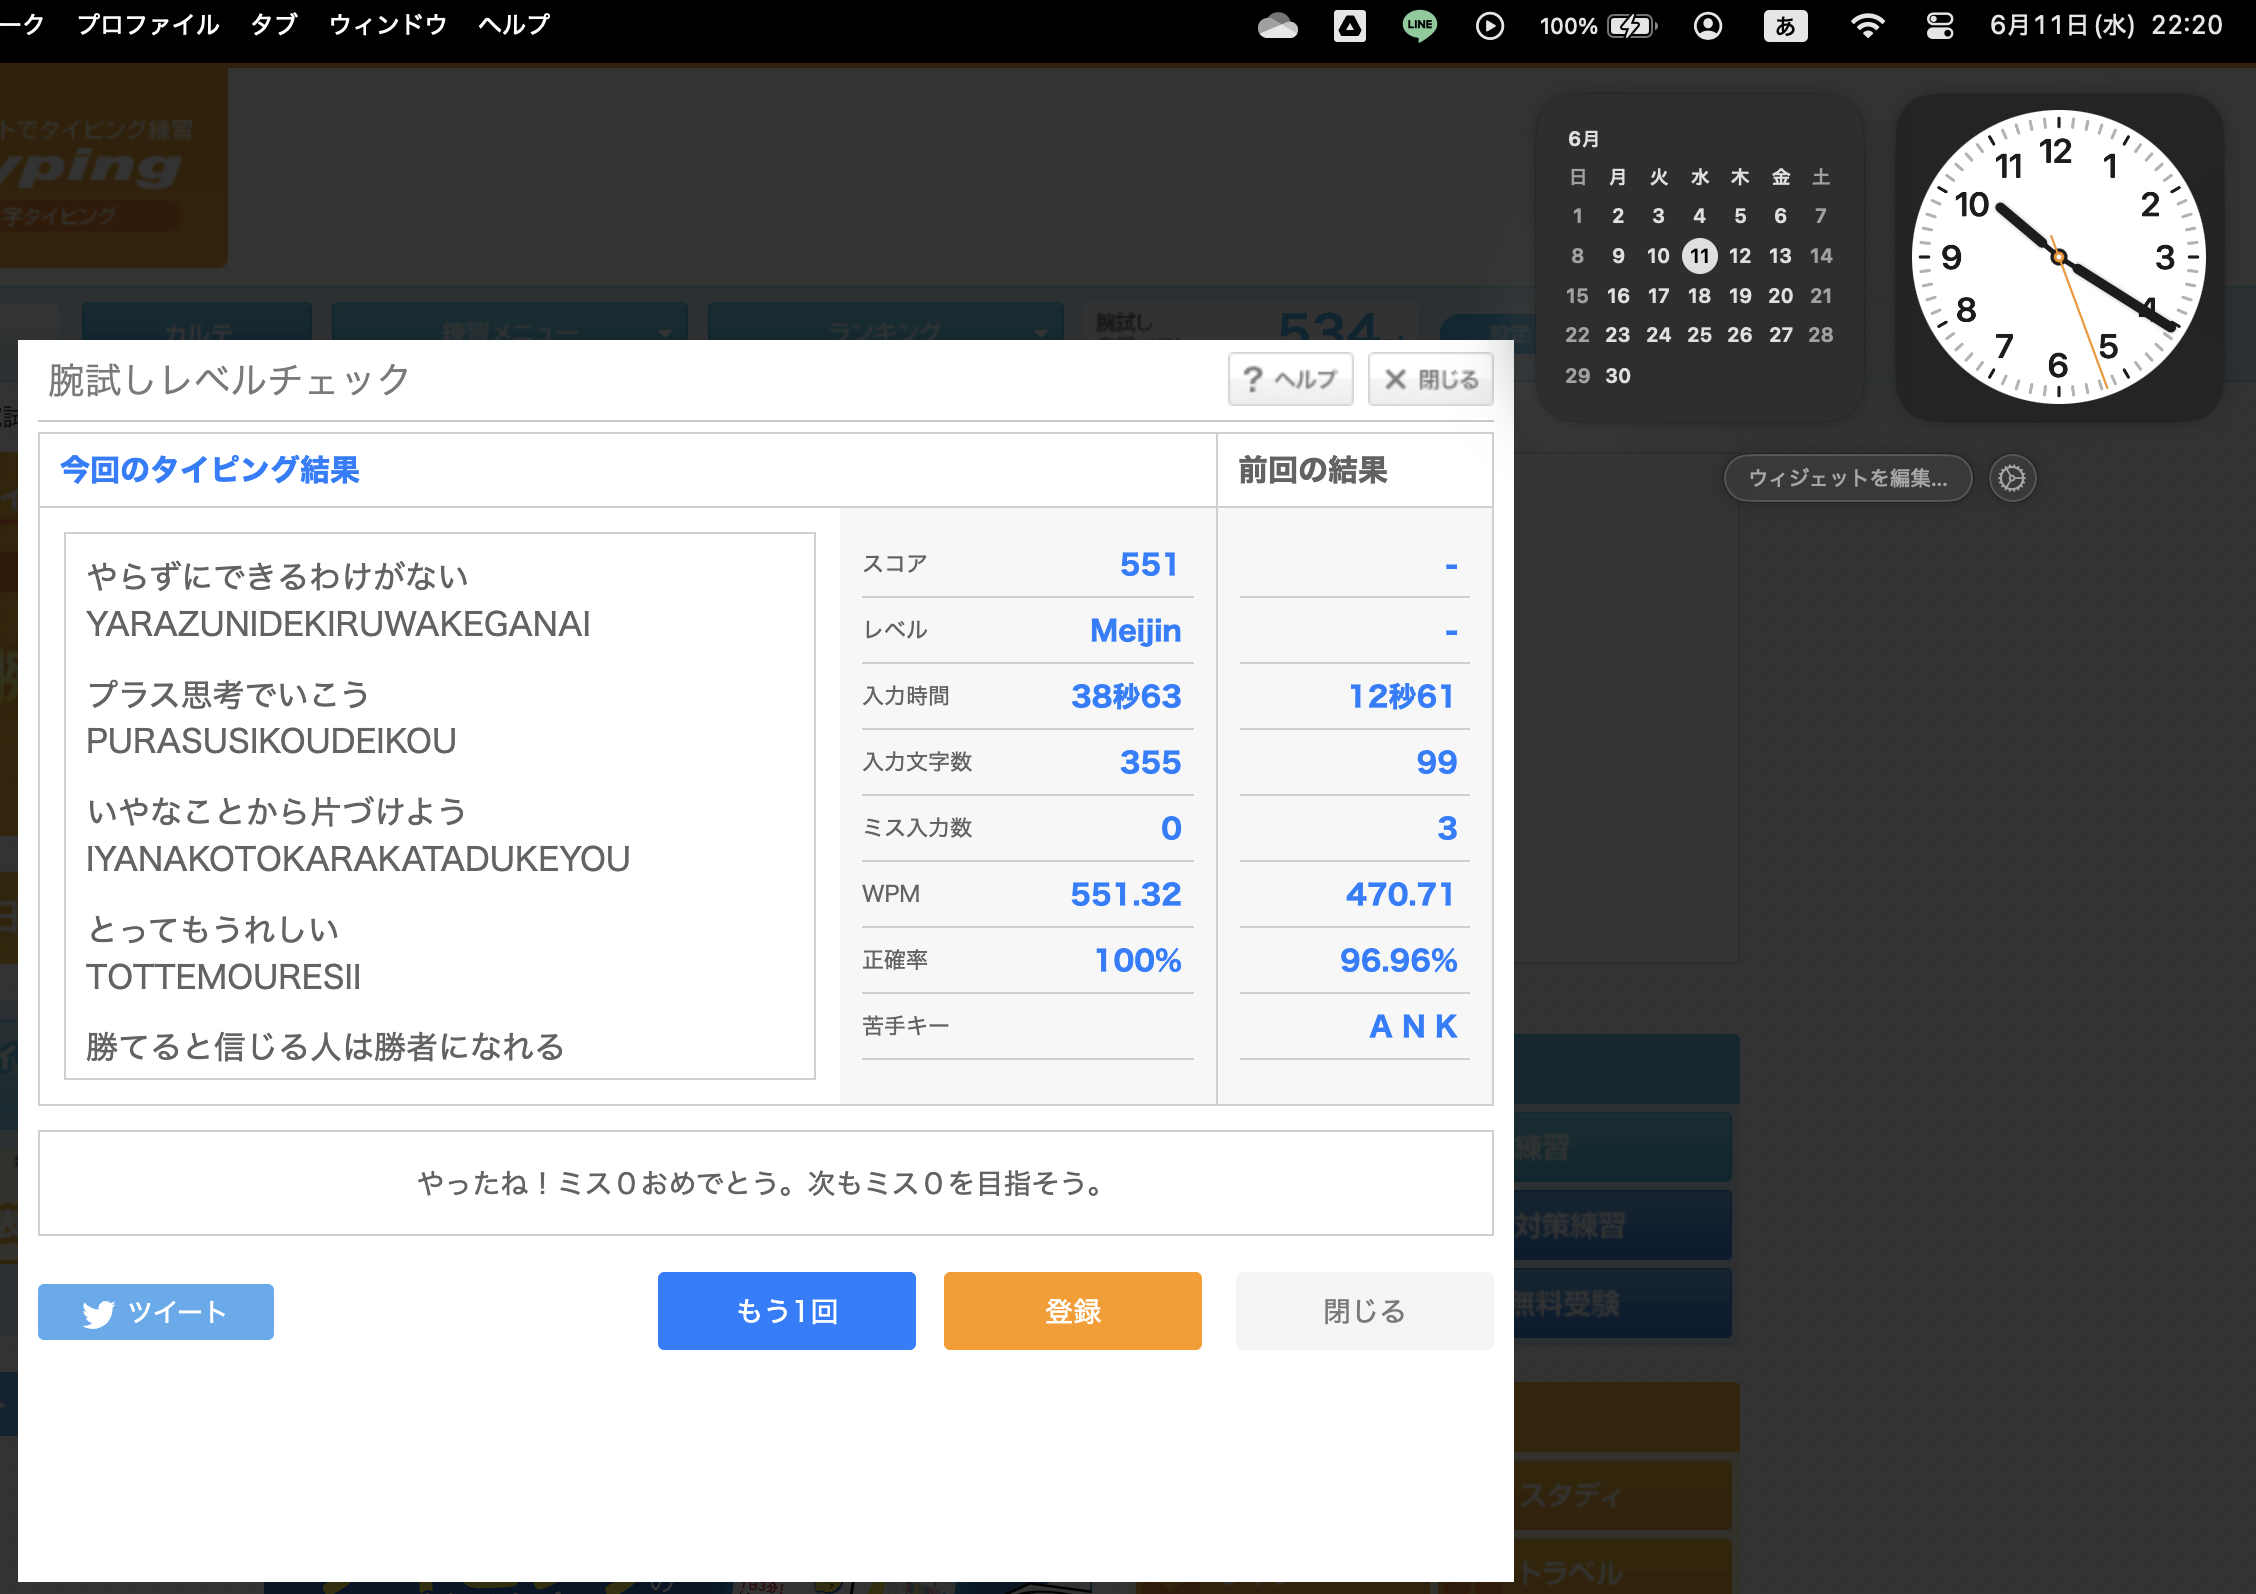 ーク プロファイル タブ ウィンドウ ヘルプ LINE 100% あ 6月11日(水) 22:20
トでタイピング練習
yping
字タイピング
6月
日 月 火 水 木 金 土
1 2 3 4 5 6 7
8 9 10 11 12 13 14
15 16 17 18 19 20 21
22 23 24 25 26 27 28
29 30
12 1 2 3 4 5 6 7 8 9 10 11
ウィジェットを編集...
カルテ 練習メニュー ランキング 腕試し 534 設定
腕試しレベルチェック ? ヘルプ × 閉じる
今回のタイピング結果 前回の結果
やらずにできるわけがない
YARAZUNIDEKIRUWAKEGANAI
プラス思考でいこう
PURASUSIKOUDEIKOU
いやなことから片づけよう
IYANAKOTOKARAKATADUKEYOU
とってもうれしい
TOTTEMOURESII
勝てると信じる人は勝者になれる
スコア 551 -
レベル Meijin -
入力時間 38秒63 12秒61
入力文字数 355 99
ミス入力数 0 3
WPM 551.32 470.71
正確率 100% 96.96%
苦手キー A N K
やったね！ミス０おめでとう。次もミス０を目指そう。
ツイート もう1回 登録 閉じる
練習
対策練習
無料受験
スタディ
トラベル